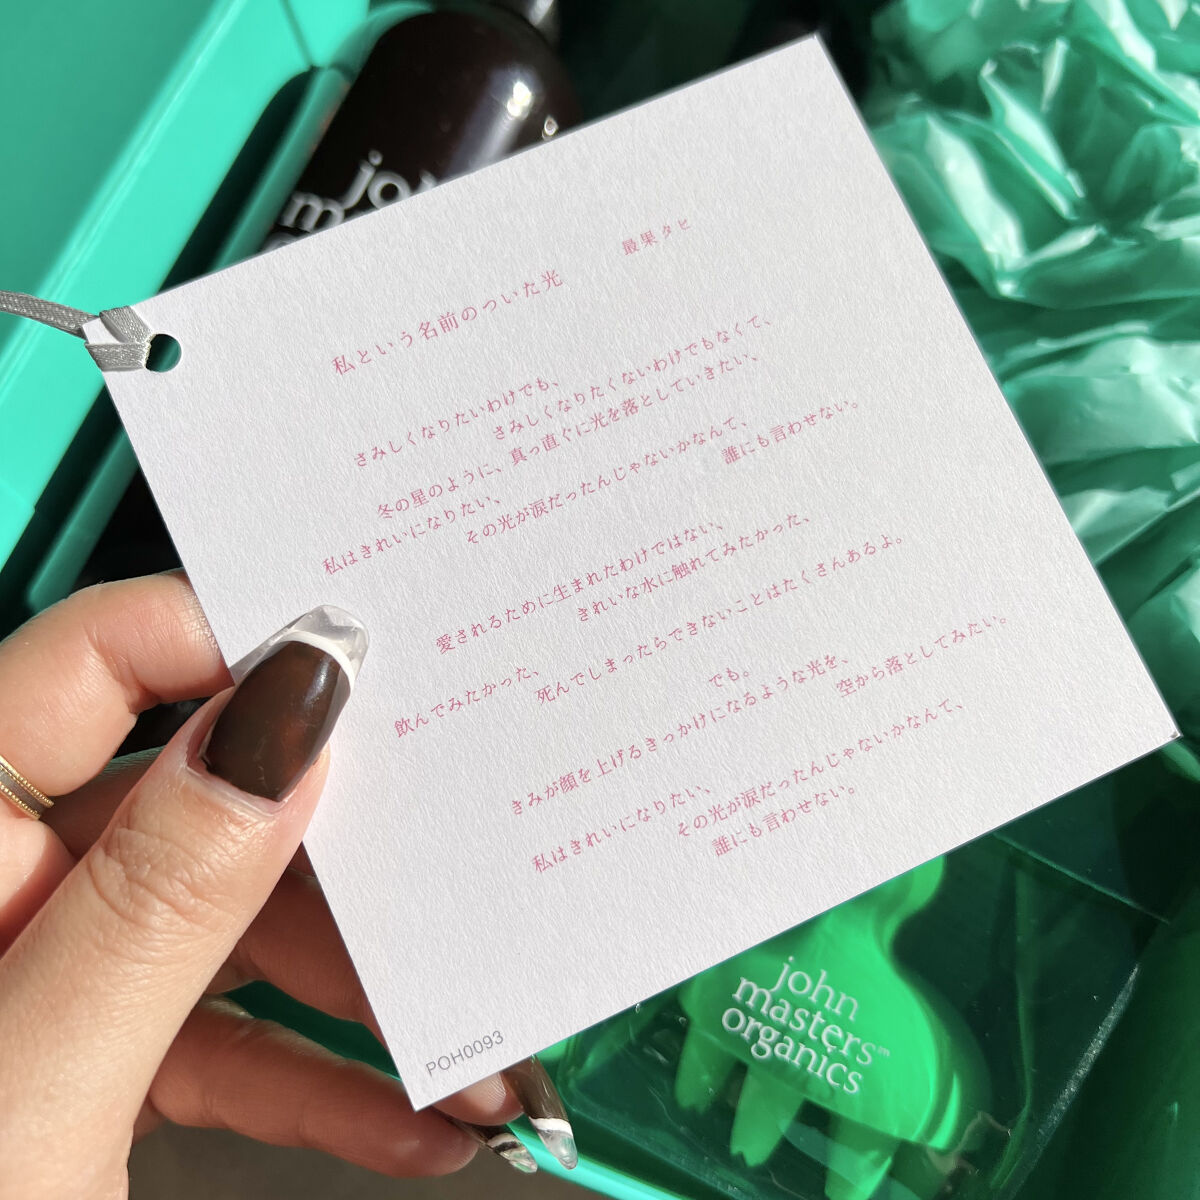 john
m
最果タヒ
私という名前のついた光
さみしくなりたいわけでも、
さみしくなりたくないわけでもなくて、
冬の星のように、真っ直ぐに光を落としていきたい、
私はきれいになりたい、
その光が涙だったんじゃないかなんて、
誰にも言わせない。
愛されるために生まれたわけではない、
きれいな水に触れてみたかった、
飲んでみたかった、
死んでしまったらできないことはたくさんあるよ。
でも。
きみが顔を上げるきっかけになるような光を、
空から落としてみたい。
私はきれいになりたい、
その光が涙だったんじゃないかなんて、
誰にも言わせない。
POH0093
john
masters™
organics